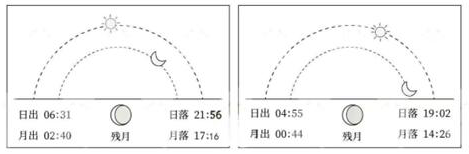 日出 06:31
日落 21:56
月出 02:40
残月
月落 17:16
日出 04:55
日落 19:02
月出 00:44
残月
月落 14:26